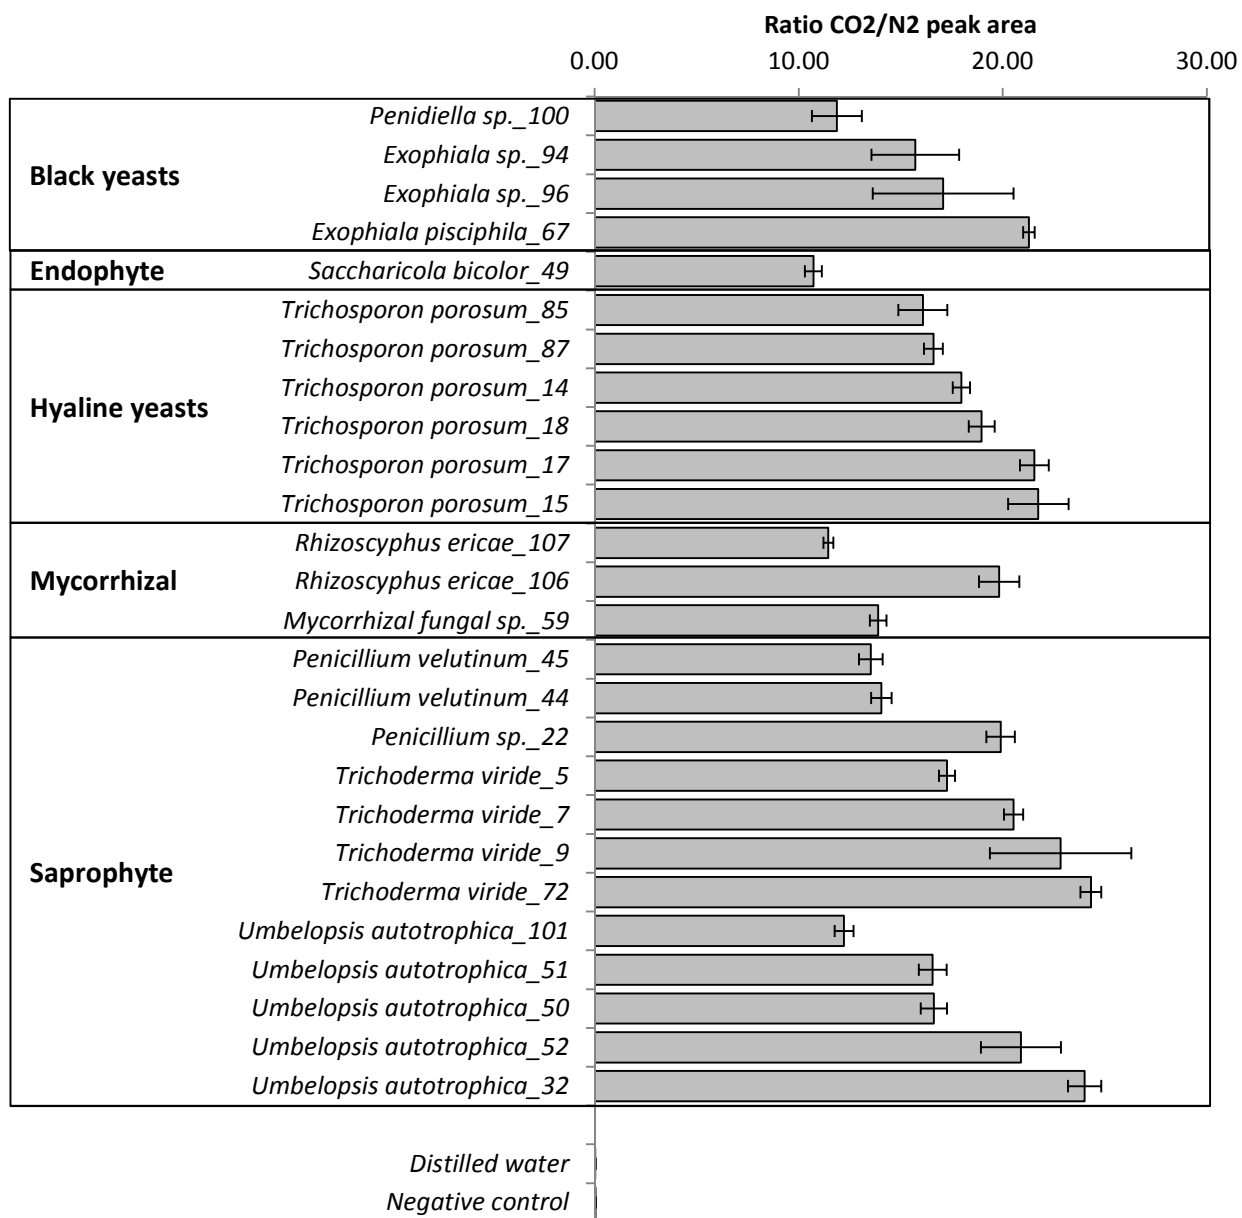 Ratio CO2/N2 peak area
0.00 10.00 20.00 30.00
Black yeasts
Penidiella sp._100
Exophiala sp._94
Exophiala sp._96
Exophiala pisciphila_67
Endophyte
Saccharicola bicolor_49
Hyaline yeasts
Trichosporon porosum_85
Trichosporon porosum_87
Trichosporon porosum_14
Trichosporon porosum_18
Trichosporon porosum_17
Trichosporon porosum_15
Mycorrhizal
Rhizoscyphus ericae_107
Rhizoscyphus ericae_106
Mycorrhizal fungal sp._59
Saprophyte
Penicillium velutinum_45
Penicillium velutinum_44
Penicillium sp._22
Trichoderma viride_5
Trichoderma viride_7
Trichoderma viride_9
Trichoderma viride_72
Umbelopsis autotrophica_101
Umbelopsis autotrophica_51
Umbelopsis autotrophica_50
Umbelopsis autotrophica_52
Umbelopsis autotrophica_32
Distilled water
Negative control